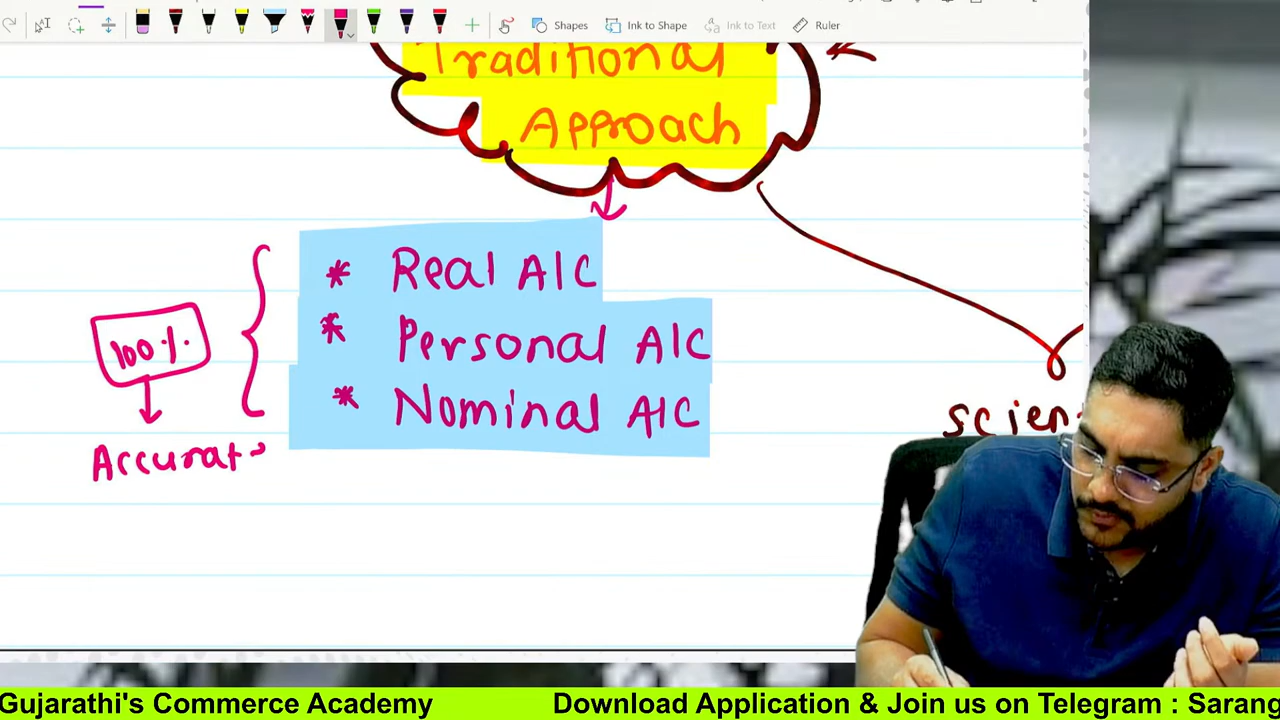 Shapes
Ink to Shape
Ink to Text
Ruler
Traditional
Approach
* Real A/C
* Personal A/C
* Nominal A/C
100%
Accurat
scien
Gujarathi's Commerce Academy
Download Application & Join us on Telegram : Sarang